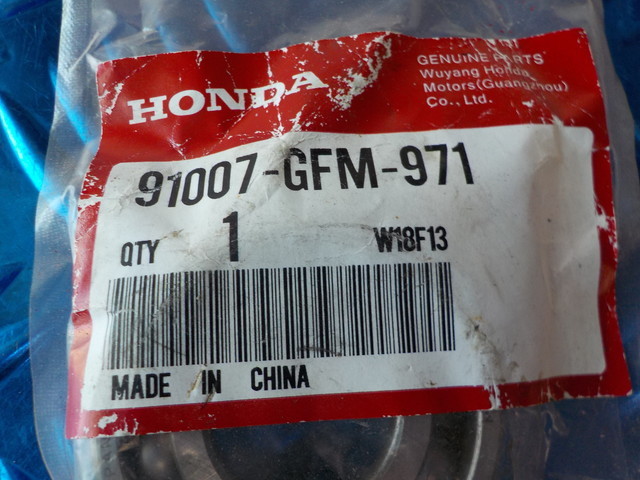 HONDA
GENUINE PARTS
Wuyang Honda
Motors(Guangzhou)
Co., Ltd.
91007-GFM-971
QTY 1 W18F13
MADE IN CHINA